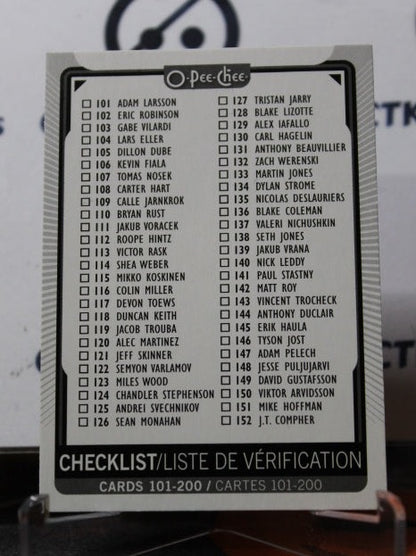 O-Pee-Chee
101 ADAM LARSSON
102 ERIC ROBINSON
103 GABE VILARDI
104 LARS ELLER
105 DILLON DUBE
106 KEVIN FIALA
107 TOMAS NOSEK
108 CARTER HART
109 CALLE JARNKROK
110 BRYAN RUST
111 JAKUB VORACEK
112 ROOPE HINTZ
113 VICTOR RASK
114 SHEA WEBER
115 MIKKO KOSKINEN
116 COLIN MILLER
117 DEVON TOEWS
118 DUNCAN KEITH
119 JACOB TROUBA
120 ALEC MARTINEZ
121 JEFF SKINNER
122 SEMYON VARLAMOV
123 MILES WOOD
124 CHANDLER STEPHENSON
125 ANDREI SVECHNIKOV
126 SEAN MONAHAN
127 TRISTAN JARRY
128 BLAKE LIZOTTE
129 ALEX IAFALLO
130 CARL HAGELIN
131 ANTHONY BEAUVILLIER
132 ZACH WERENSKI
133 MARTIN JONES
134 DYLAN STROME
135 NICOLAS DESLAURIERS
136 BLAKE COLEMAN
137 VALERI NICHUSHKIN
138 SETH JONES
139 JAKUB VRANA
140 NICK LEDDY
141 PAUL STASTNY
142 MATT ROY
143 VINCENT TROCHECK
144 ANTHONY DUCLAIR
145 ERIK HAULA
146 TYSON JOST
147 ADAM PELECH
148 JESSE PULJUJARVI
149 DAVID GUSTAFSSON
150 VIKTOR ARVIDSSON
151 MIKE HOFFMAN
152 J.T. COMPHER
CHECKLIST/LISTE DE VÉRIFICATION
CARDS 101-200 / CARTES 101-200